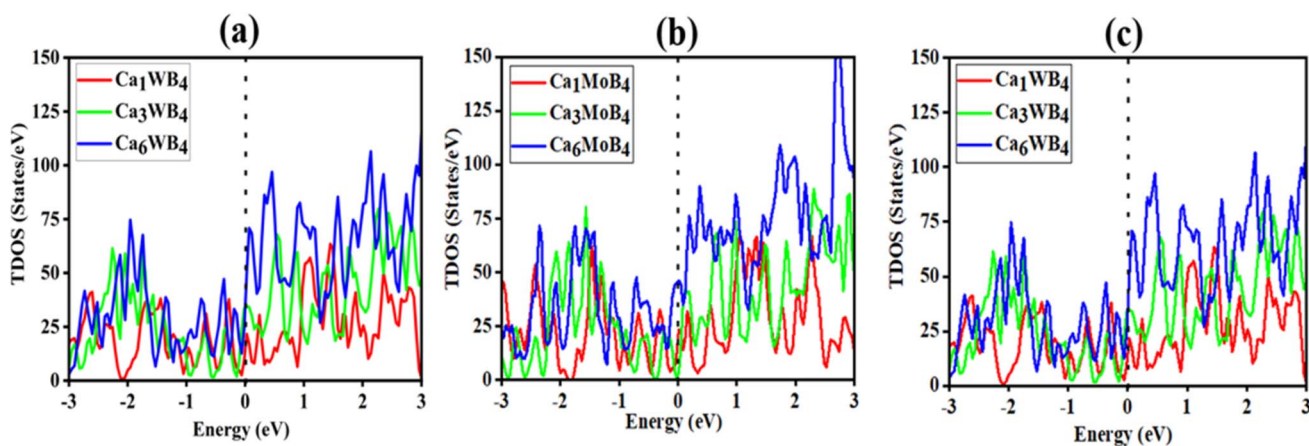 (a)
150
125
100
75
50
25
0
TDOS (States/eV)
Ca₁WB₄
Ca₃WB₄
Ca₆WB₄
-3 -2 -1 0 1 2 3
Energy (eV)
(b)
150
125
100
75
50
25
0
TDOS (States/eV)
Ca₁MoB₄
Ca₃MoB₄
Ca₆MoB₄
-3 -2 -1 0 1 2 3
Energy (eV)
(c)
150
125
100
75
50
25
0
TDOS (States/eV)
Ca₁WB₄
Ca₃WB₄
Ca₆WB₄
-3 -2 -1 0 1 2 3
Energy (eV)